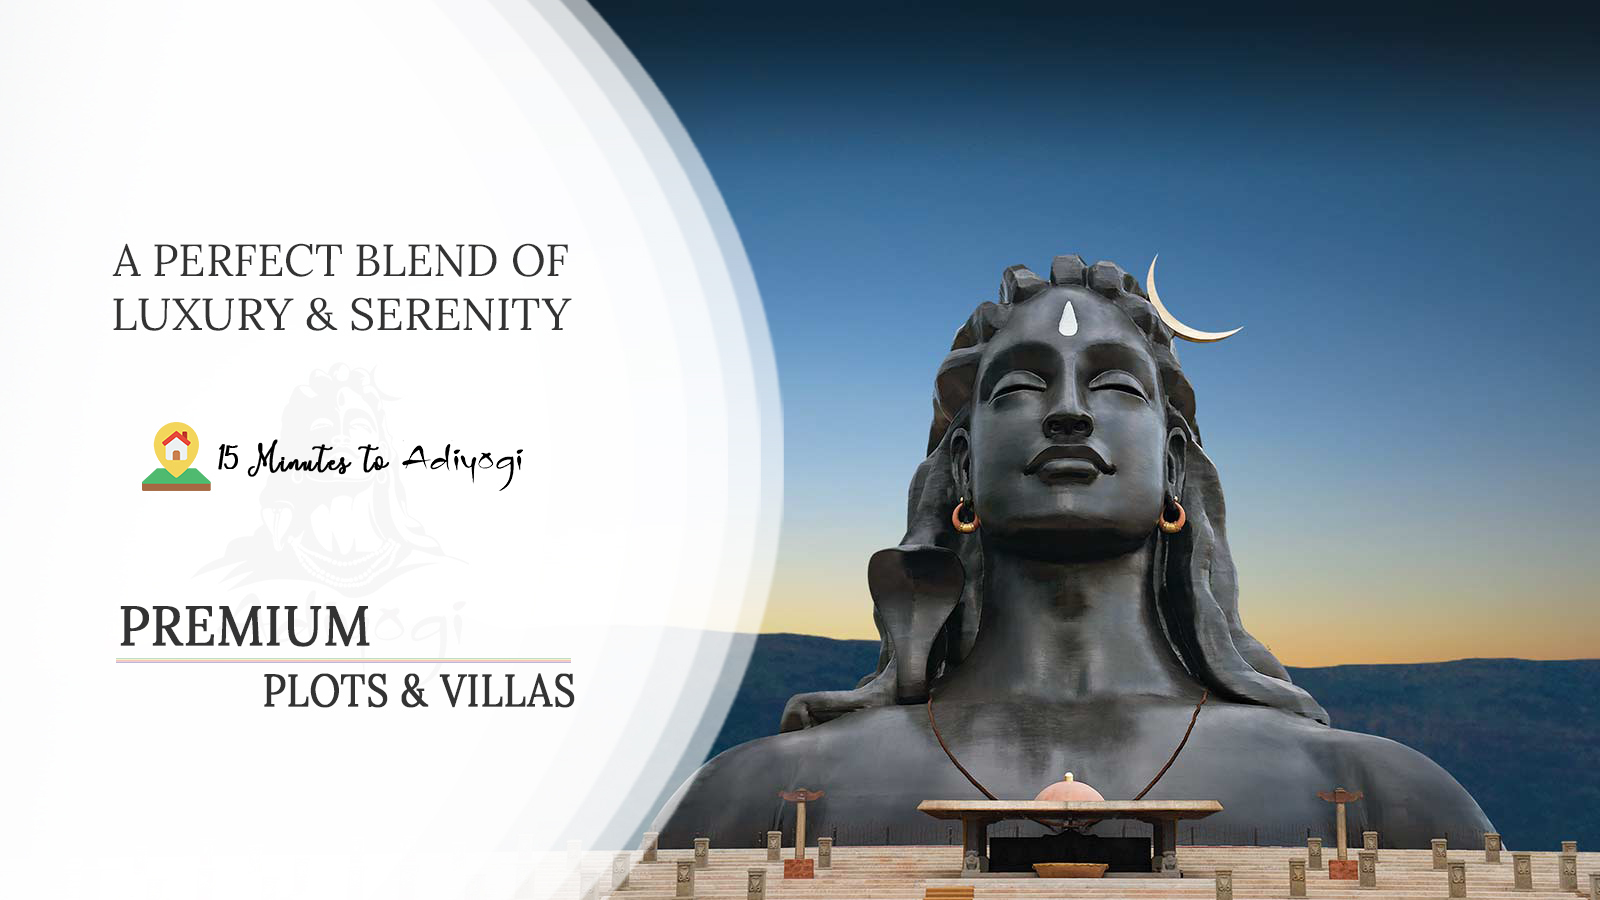 A PERFECT BLEND OF
LUXURY & SERENITY
15 Minutes to Adiyogi
PREMIUM
PLOTS & VILLAS